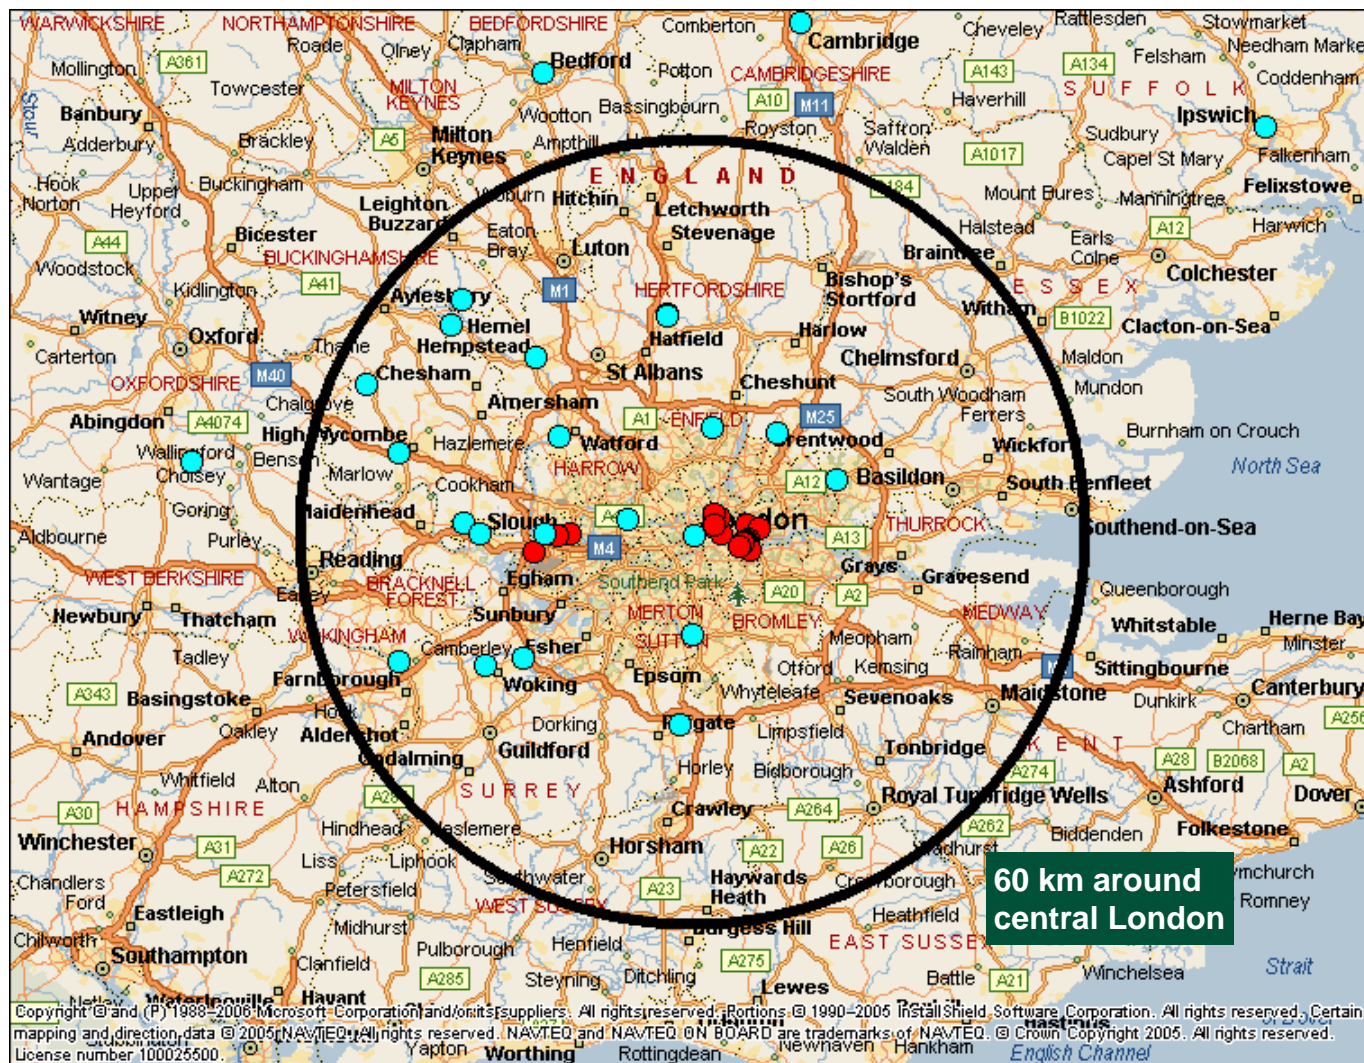 WARWICKSHIRE
NORTHAMPTONSHIRE
BEDFORDSHIRE
Comberton
Cambridge
Cheveley
Rattlesden
Stowmarket
Roade
Olney
Clapham
Bedford
Needham Marke
Mollington
A361
Towcester
MILTON
KEYNES
Potton
CAMBRIDGESHIRE
A143
A134
Felsham
Coddenham
SUFFOLK
Stour
Banbury
Wootton
Bassingbourn
A10
M11
Haverhill
Ipswich
Adderbury
Brackley
A5
Milton
Keynes
Ampthill
Royston
Saffron
Walden
Sudbury
A1017
Capel St Mary
Falkenham
Hook
Norton
Upper
Heyford
Buckingham
ENGLAND
184
Mount Bures
Manningtree
Felixstowe
Leighton
Buzzard
Hitchin
Letchworth
Stevenage
Halstead
A12
Harwich
A44
Bicester
Eaton
Bray
Luton
Braintree
Earls
Colne
Colchester
Woodstock
BUCKINGHAMSHIRE
A41
M1
HERTFORDSHIRE
Bishop's
Stortford
ESSEX
Kidlington
Aylesbury
Witham
B1022
Clacton-on-Sea
Witney
Oxford
Thame
Hemel
Hempstead
Hatfield
Harlow
Chelmsford
Maldon
Carterton
M40
Chesham
St Albans
Cheshunt
Mundon
OXFORDSHIRE
Chalgrove
Amersham
South Woodham
Ferrers
Abingdon
A4074
A1
ENFIELD
M25
High Wycombe
Hazlemere
Watford
Brentwood
Wickford
Burnham on Crouch
Wallingford
Cholsey
Benson
Marlow
HARROW
A12
Basildon
North Sea
Wantage
Cookham
South Benfleet
Goring
Maidenhead
Slough
London
THURROCK
Southend-on-Sea
Aldbourne
Purley
M4
A13
Reading
Grays
WEST BERKSHIRE
BRACKNELL
FOREST
Egham
Southend Park
Gravesend
Queenborough
Earley
A20
A2
Newbury
Thatcham
Sunbury
MERTON
BROMLEY
MEDWAY
Whitstable
Herne Bay
WOKINGHAM
SUTTON
Meopham
Rainham
Minster
Tadley
Camberley
Esher
Otford
Kemsing
Sittingbourne
A343
Basingstoke
Farnborough
Woking
Epsom
Whyteleafe
Sevenoaks
Maidstone
Dunkirk
Canterbury
Hook
Dorking
Reigate
Limpsfield
Chartham
A256
Andover
Oakley
Aldershot
Guildford
Tonbridge
KENT
A28
B2068
A2
Whitfield
Alton
Godalming
Horley
Bidborough
A274
Ashford
A30
HAMPSHIRE
SURREY
Crawley
A264
Royal Tunbridge Wells
Dover
Winchester
A31
Hindhead
Haslemere
A262
Biddenden
Folkestone
A272
Liss
Liphook
Horsham
A22
A26
Wadhurst
Chandlers
Ford
Petersfield
Southwater
A23
Haywards
Heath
Crowborough
60 km around
central London
ymchurch
Romney
Eastleigh
Midhurst
WEST SUSSEX
Heathfield
Chilworth
Pulborough
Henfield
Burgess Hill
EAST SUSSEX
Southampton
Clanfield
A285
Steyning
Ditchling
A275
Battle
A21
Winchelsea
Strait
Netley
Waterlooville
Havant
Lewes
Copyright © and (P) 1988–2006 Microsoft Corporation and/or its suppliers. All rights reserved. Portions © 1990–2005 InstallShield Software Corporation. All rights reserved. Certain
mapping and direction data © 2005 NAVTEQ. All rights reserved. NAVTEQ and NAVTEQ ON BOARD are trademarks of NAVTEQ. © Crown Copyright 2005. All rights reserved.
License number 100025500.
Yapton
Worthing
Rottingdean
Newhaven
Hankham
Hastings
English Channel